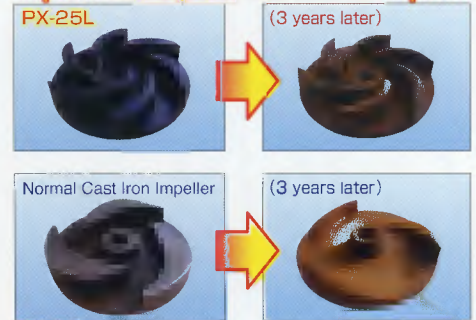 PX-25L
(3 years later)
Normal Cast Iron Impeller
(3 years later)